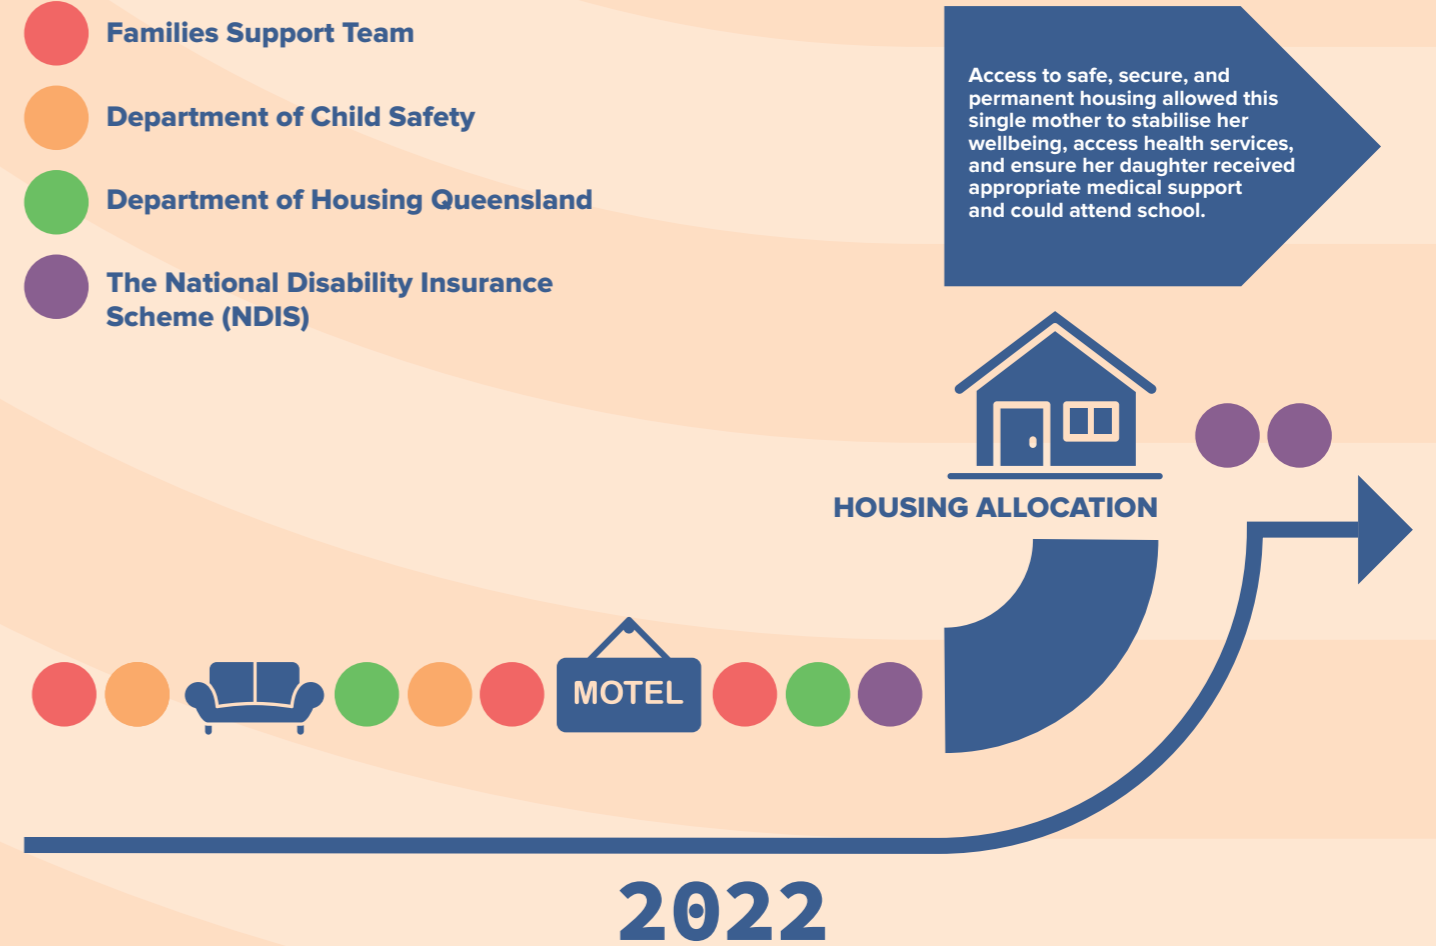 Families Support Team
Department of Child Safety
Department of Housing Queensland
The National Disability Insurance
Scheme (NDIS)
Access to safe, secure, and
permanent housing allowed this
single mother to stabilise her
wellbeing, access health services,
and ensure her daughter received
appropriate medical support
and could attend school.
HOUSING ALLOCATION
MOTEL
2022